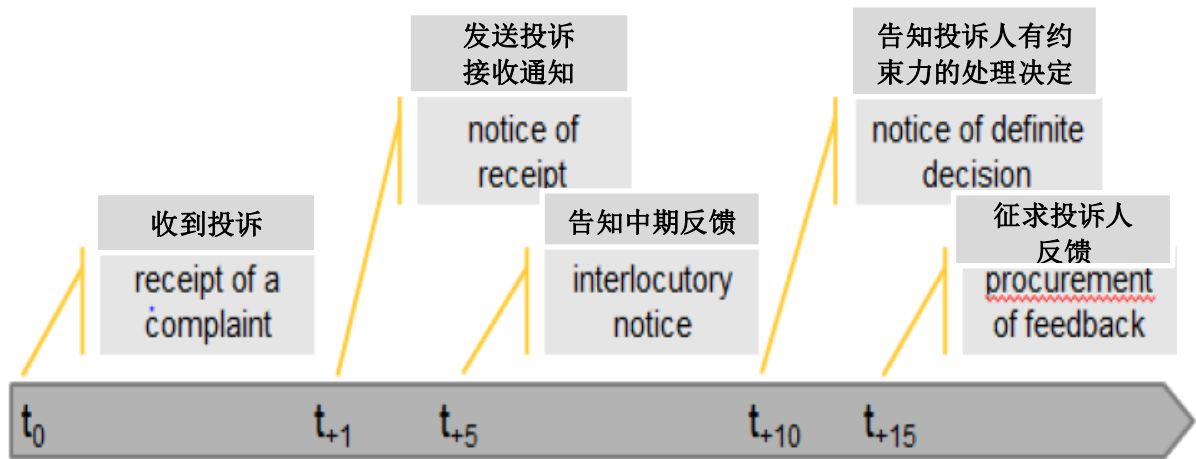 发送投诉
接收通知
notice of
receipt
告知投诉人有约
束力的处理决定
notice of definite
decision
收到投诉
receipt of a
complaint
告知中期反馈
interlocutory
notice
征求投诉人
反馈
procurement
of feedback
t0
t+1
t+5
t+10
t+15